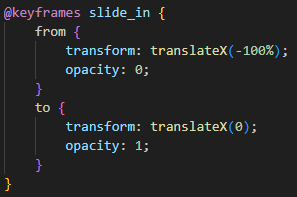 @keyframes slide_in {
    from {
        transform: translateX(-100%);
        opacity: 0;
    }
    to {
        transform: translateX(0);
        opacity: 1;
    }
}